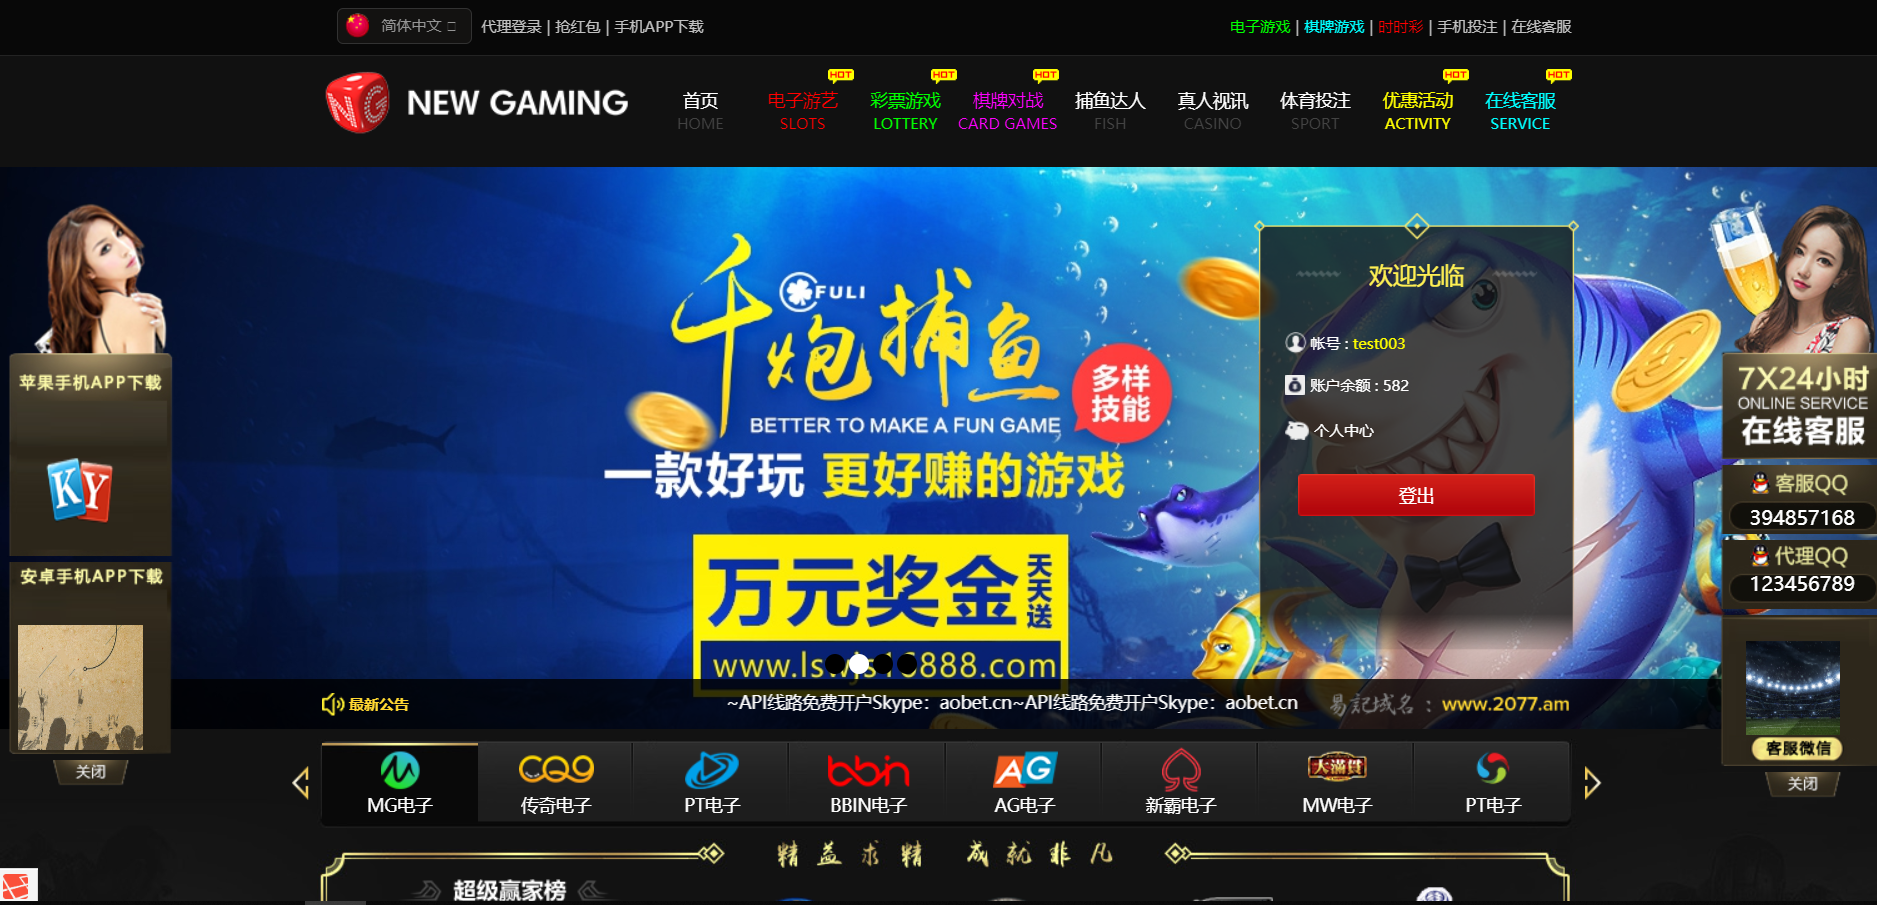 简体中文
代理登录 | 抢红包 | 手机APP下载
电子游戏 | 棋牌游戏 | 时时彩 | 手机投注 | 在线客服
NG
NEW GAMING
首页
HOME
HOT
电子游艺
SLOTS
HOT
彩票游戏
LOTTERY
HOT
棋牌对战
CARD GAMES
捕鱼达人
FISH
真人视讯
CASINO
体育投注
SPORT
HOT
优惠活动
ACTIVITY
HOT
在线客服
SERVICE
苹果手机APP下载
KY
安卓手机APP下载
关闭
FULI
千炮捕鱼
多样
技能
BETTER TO MAKE A FUN GAME
一款好玩 更好赚的游戏
万元奖金
天天送
欢迎光临
帐号 : test003
账户余额 : 582
个人中心
登出
7X24小时
ONLINE SERVICE
在线客服
客服QQ
394857168
代理QQ
123456789
客服微信
关闭
最新公告
~API线路免费开户Skype：aobet.cn~API线路免费开户Skype：aobet.cn
易記域名 : www.2077.am
MG电子
CQ9
传奇电子
PT电子
bbin
BBIN电子
AG
AG电子
新霸电子
大滿貫
MW电子
PT电子
精益求精 成就非凡
超级赢家榜